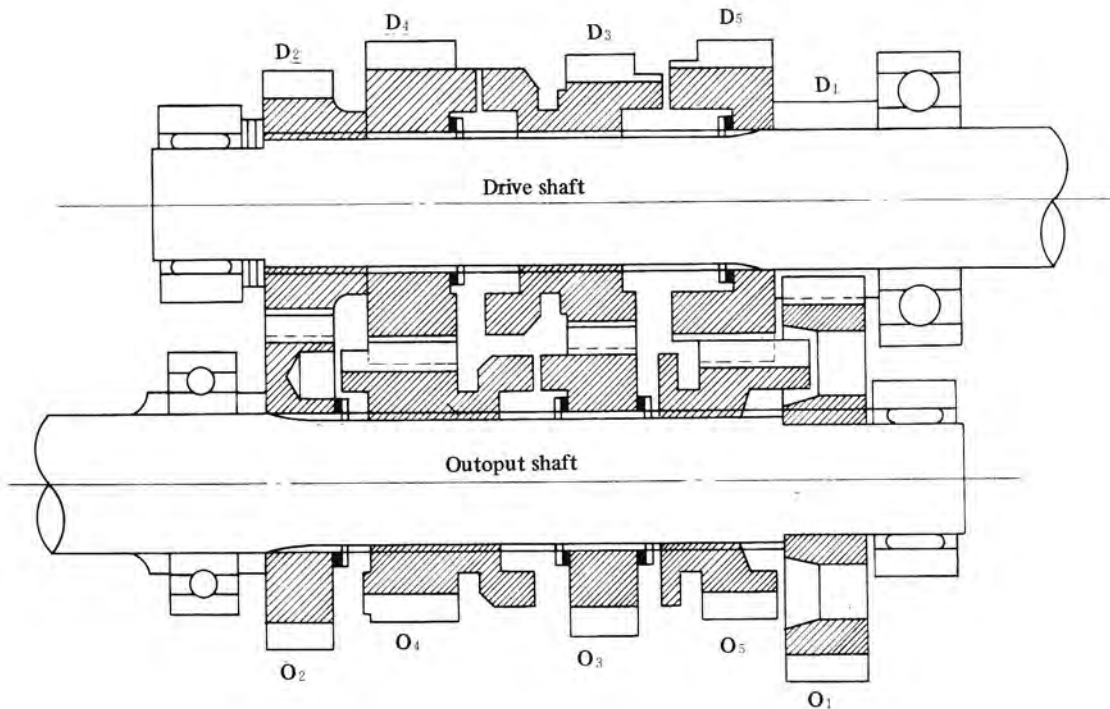 D₂
D₄
D₃
D₅
D₁
Drive shaft
Outoput shaft
O₂
O₄
O₃
O₅
O₁